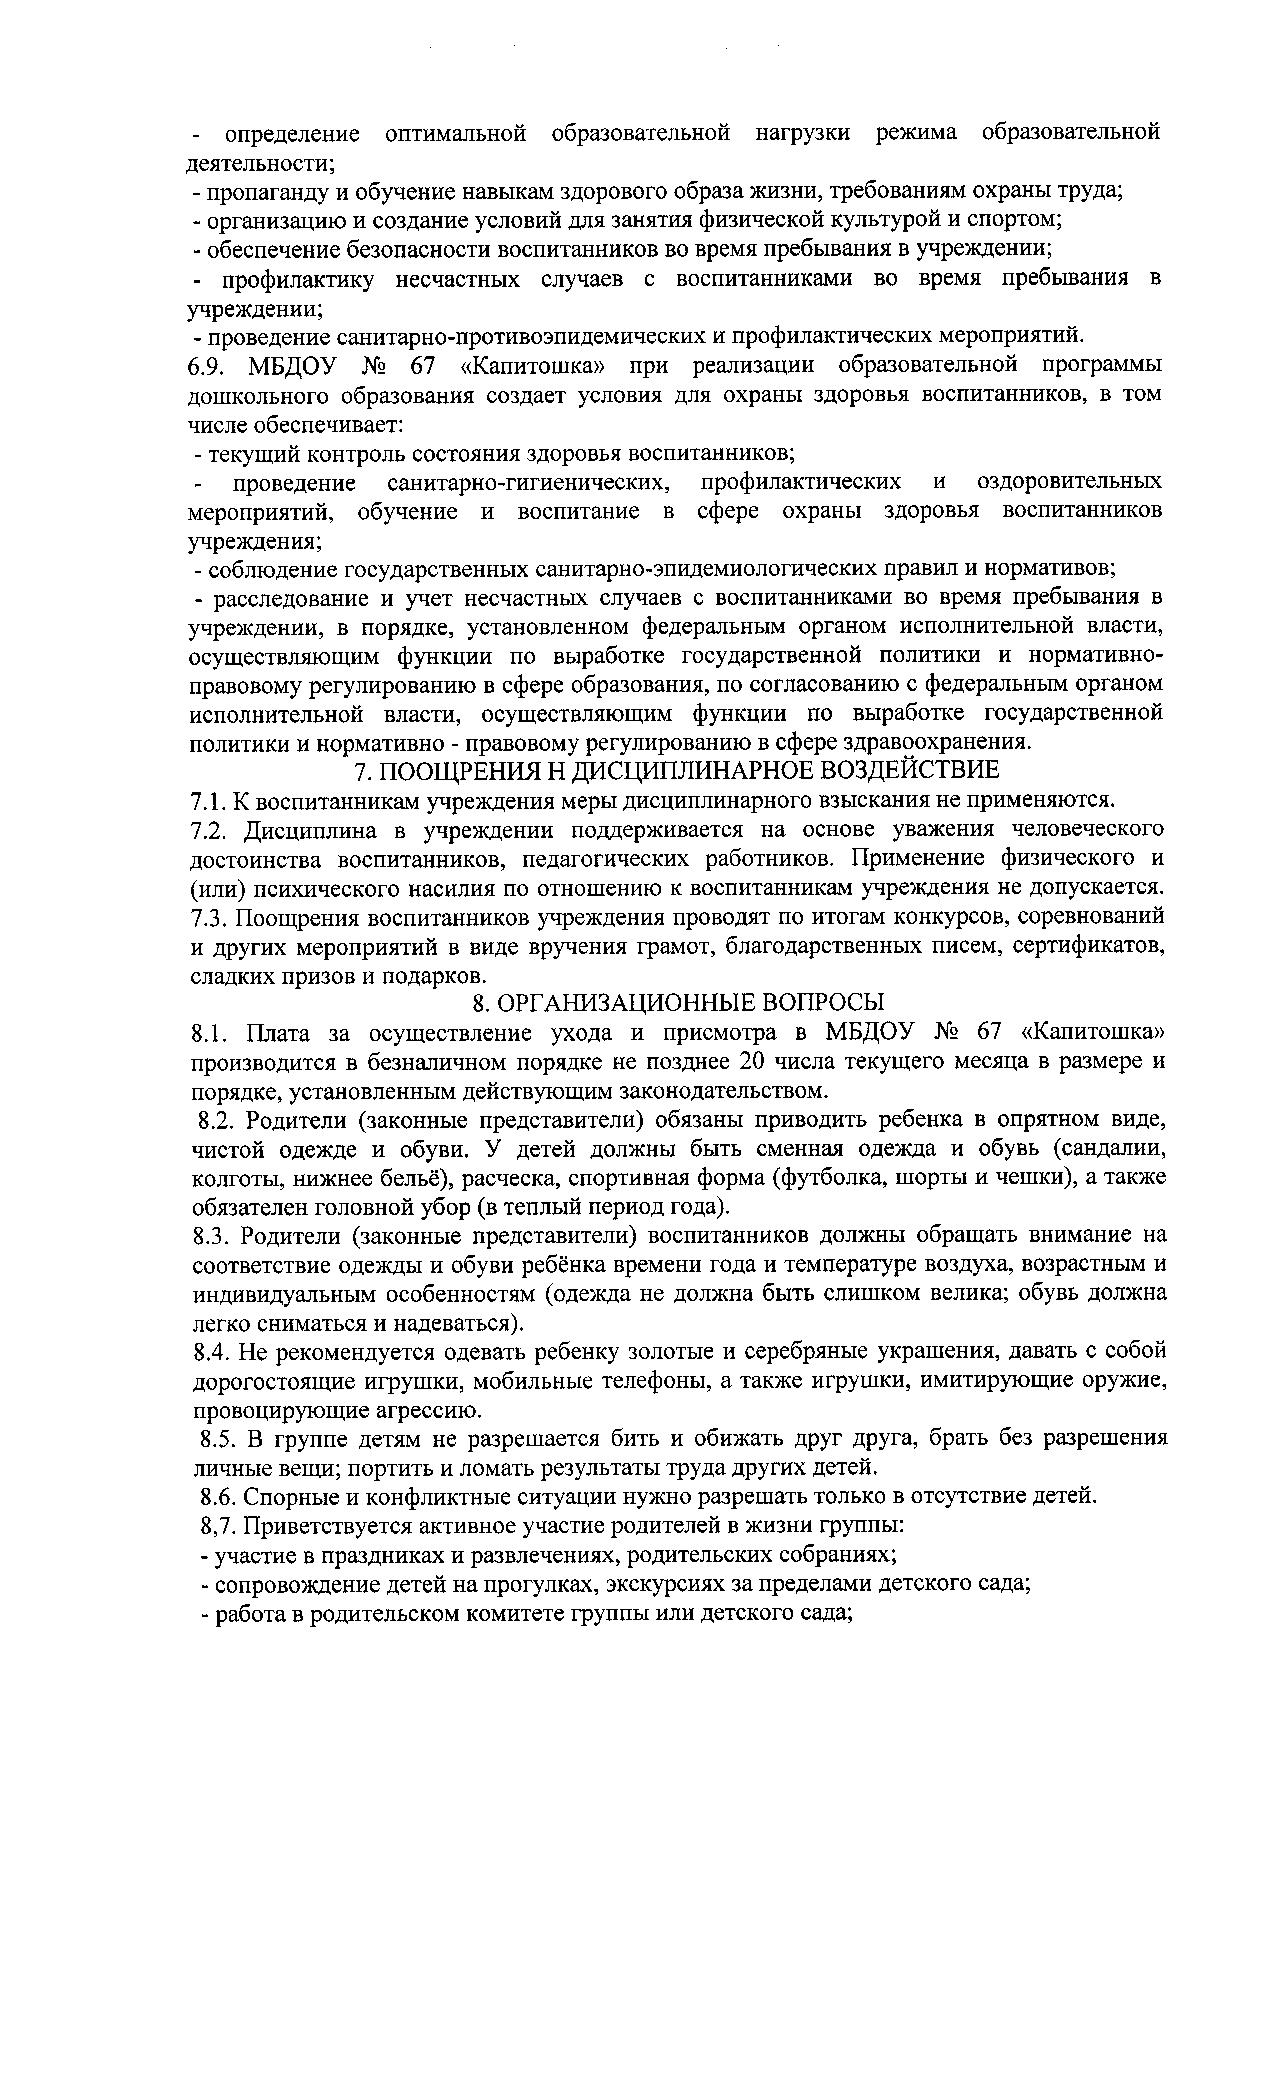 - определение оптимальной образовательной нагрузки режима образовательной
деятельности;
- пропаганду и обучение навыкам здорового образа жизни, требованиям охраны труда;
- организацию и создание условий для занятия физической культурой и спортом;
- обеспечение безопасности воспитанников во время пребывания в учреждении;
- профилактику несчастных случаев с воспитанниками во время пребывания в
учреждении;
- проведение санитарно-противоэпидемических и профилактических мероприятий.
6.9. МБДОУ № 67 «Капитошка» при реализации образовательной программы
дошкольного образования создает условия для охраны здоровья воспитанников, в том
числе обеспечивает:
- текущий контроль состояния здоровья воспитанников;
- проведение санитарно-гигиенических, профилактических и оздоровительных
мероприятий, обучение и воспитание в сфере охраны здоровья воспитанников
учреждения;
- соблюдение государственных санитарно-эпидемиологических правил и нормативов;
- расследование и учет несчастных случаев с воспитанниками во время пребывания в
учреждении, в порядке, установленном федеральным органом исполнительной власти,
осуществляющим функции по выработке государственной политики и нормативно-
правовому регулированию в сфере образования, по согласованию с федеральным органом
исполнительной власти, осуществляющим функции по выработке государственной
политики и нормативно - правовому регулированию в сфере здравоохранения.
7. ПООЩРЕНИЯ Н ДИСЦИПЛИНАРНОЕ ВОЗДЕЙСТВИЕ
7.1. К воспитанникам учреждения меры дисциплинарного взыскания не применяются.
7.2. Дисциплина в учреждении поддерживается на основе уважения человеческого
достоинства воспитанников, педагогических работников. Применение физического и
(или) психического насилия по отношению к воспитанникам учреждения не допускается.
7.3. Поощрения воспитанников учреждения проводят по итогам конкурсов, соревнований
и других мероприятий в виде вручения грамот, благодарственных писем, сертификатов,
сладких призов и подарков.
8. ОРГАНИЗАЦИОННЫЕ ВОПРОСЫ
8.1. Плата за осуществление ухода и присмотра в МБДОУ № 67 «Капитошка»
производится в безналичном порядке не позднее 20 числа текущего месяца в размере и
порядке, установленным действующим законодательством.
8.2. Родители (законные представители) обязаны приводить ребенка в опрятном виде,
чистой одежде и обуви. У детей должны быть сменная одежда и обувь (сандалии,
колготы, нижнее бельё), расческа, спортивная форма (футболка, шорты и чешки), а также
обязателен головной убор (в теплый период года).
8.3. Родители (законные представители) воспитанников должны обращать внимание на
соответствие одежды и обуви ребёнка времени года и температуре воздуха, возрастным и
индивидуальным особенностям (одежда не должна быть слишком велика; обувь должна
легко сниматься и надеваться).
8.4. Не рекомендуется одевать ребенку золотые и серебряные украшения, давать с собой
дорогостоящие игрушки, мобильные телефоны, а также игрушки, имитирующие оружие,
провоцирующие агрессию.
8.5. В группе детям не разрешается бить и обижать друг друга, брать без разрешения
личные вещи; портить и ломать результаты труда других детей.
8.6. Спорные и конфликтные ситуации нужно разрешать только в отсутствие детей.
8,7. Приветствуется активное участие родителей в жизни группы:
- участие в праздниках и развлечениях, родительских собраниях;
- сопровождение детей на прогулках, экскурсиях за пределами детского сада;
- работа в родительском комитете группы или детского сада;